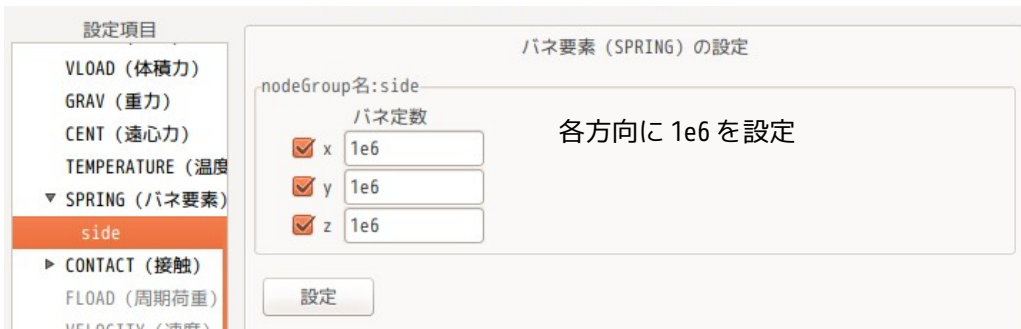 設定項目
VLOAD (体積力)
GRAV (重力)
CENT (遠心力)
TEMPERATURE (温度
▼ SPRING (バネ要素)
side
▶ CONTACT (接触)
FLOAD (周期荷重)
VELOCITY (速度)
バネ要素 (SPRING) の設定
nodeGroup名:side
バネ定数
x 1e6
y 1e6
z 1e6
各方向に 1e6 を設定
設定